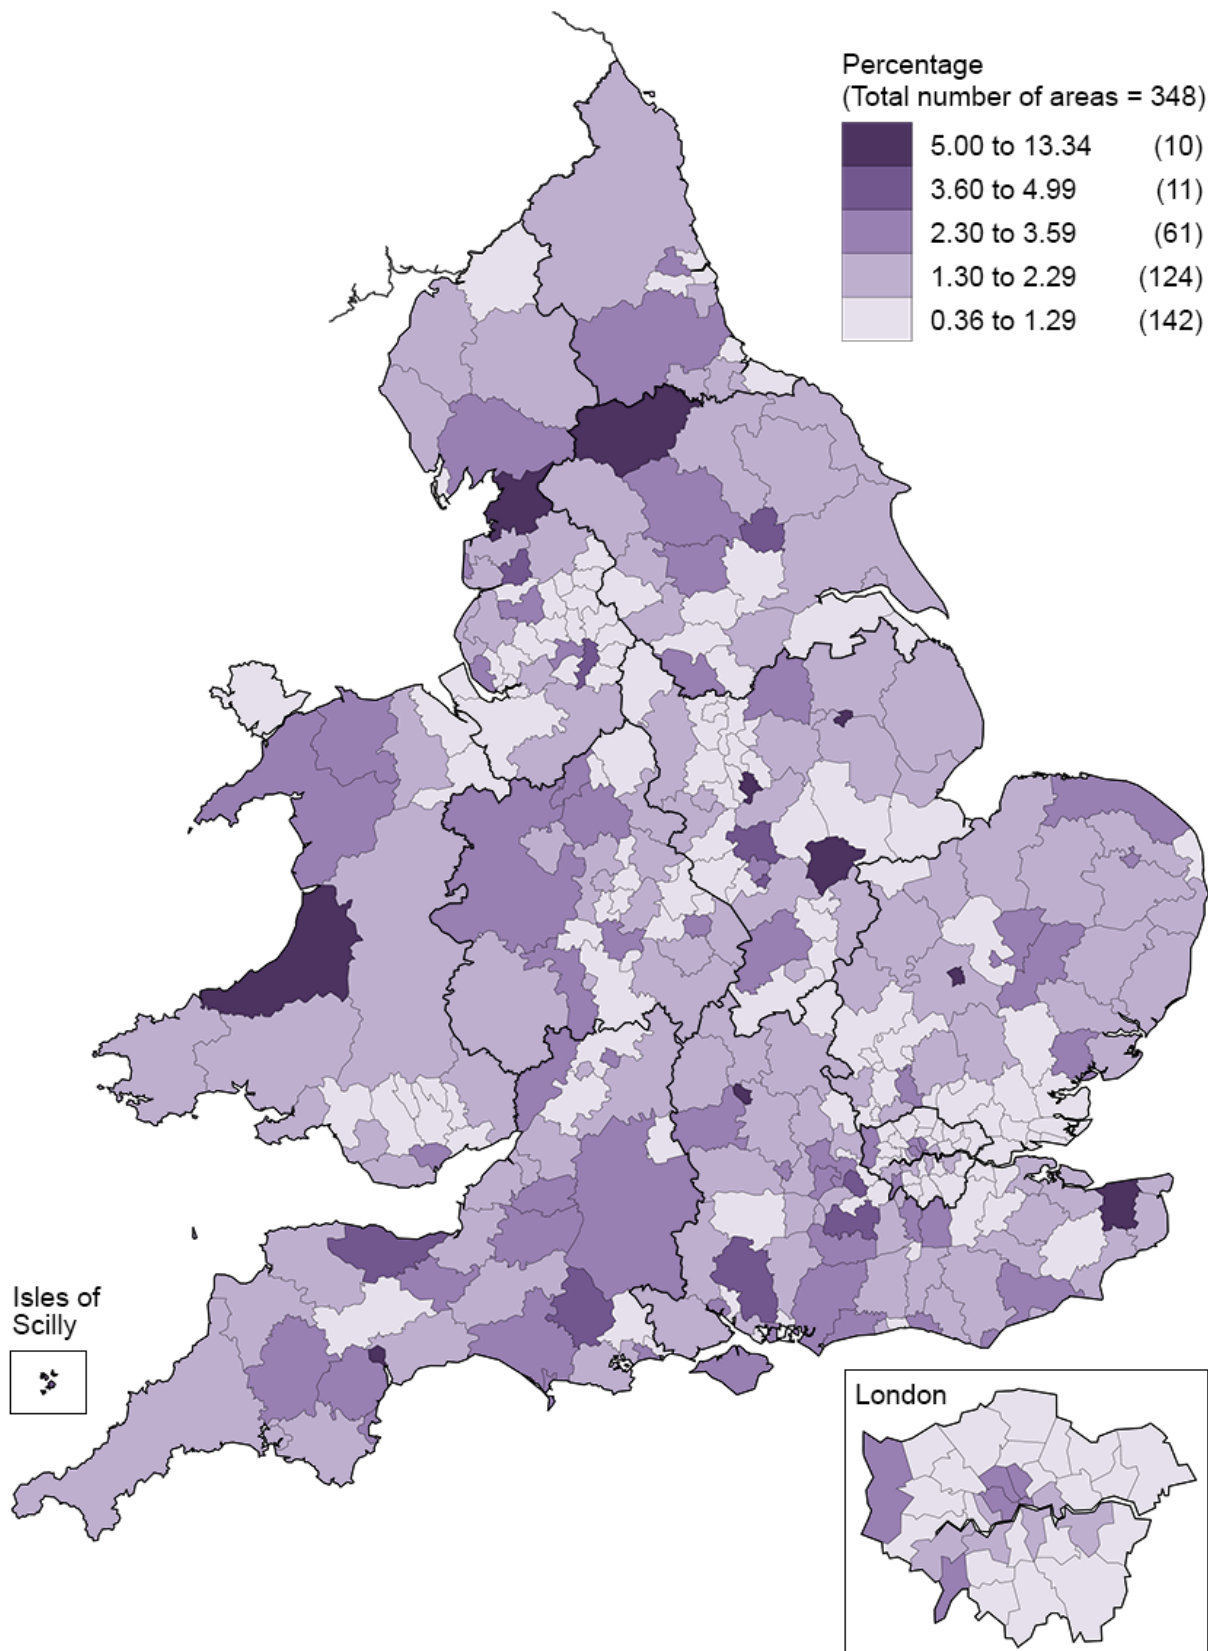 Percentage
(Total number of areas = 348)
5.00 to 13.34 (10)
3.60 to 4.99 (11)
2.30 to 3.59 (61)
1.30 to 2.29 (124)
0.36 to 1.29 (142)
Isles of
Scilly
London